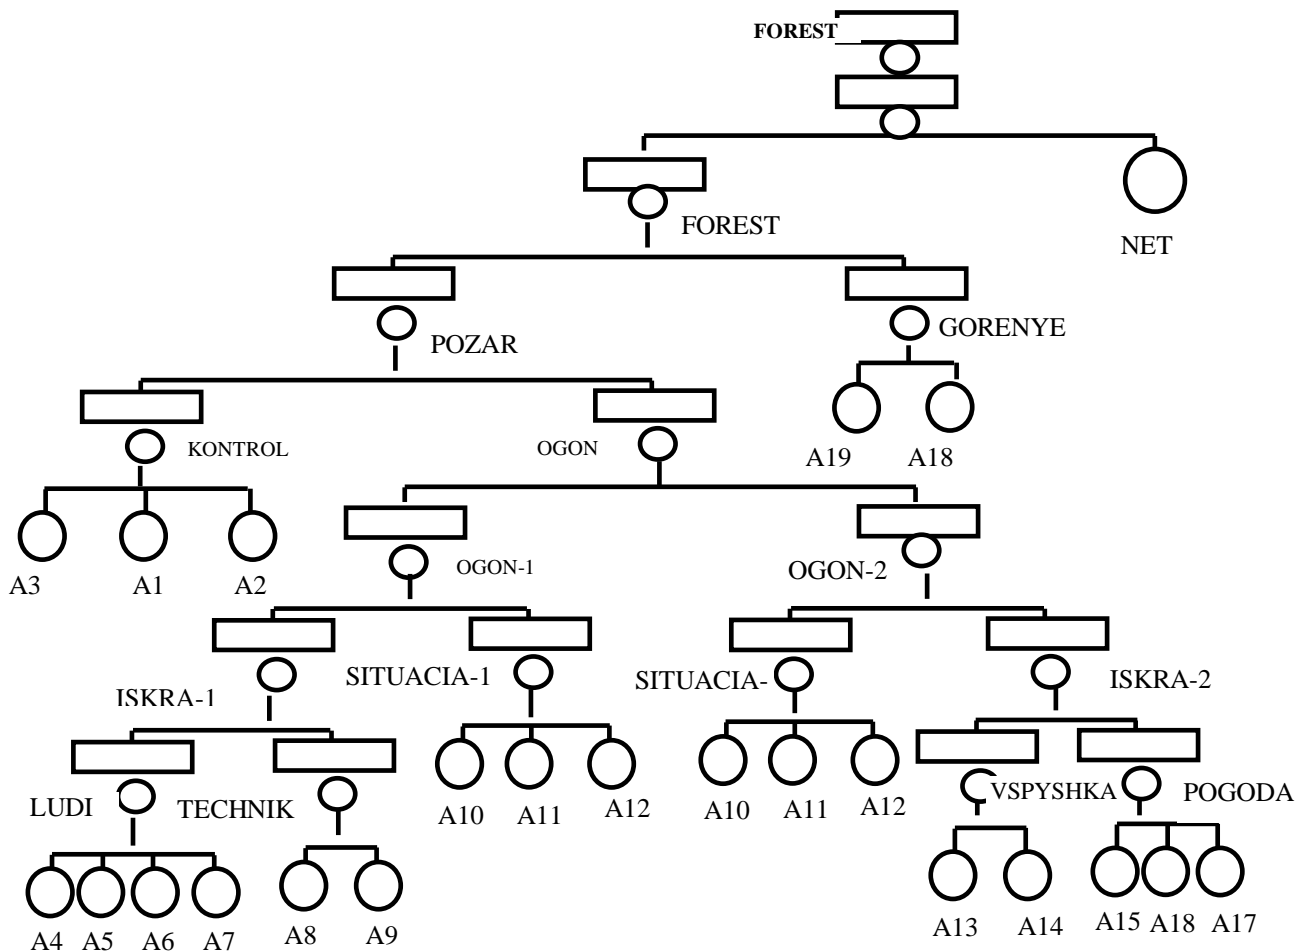 FOREST
FOREST
NET
POZAR
GORENYE
KONTROL
OGON
A19 A18
A3 A1 A2
OGON-1
OGON-2
ISKRA-1
SITUACIA-1
SITUACIA-
ISKRA-2
LUDI
TECHNIK
VSPYSHKA
POGODA
A10 A11 A12
A10 A11 A12
A4 A5 A6 A7
A8 A9
A13 A14
A15 A18 A17